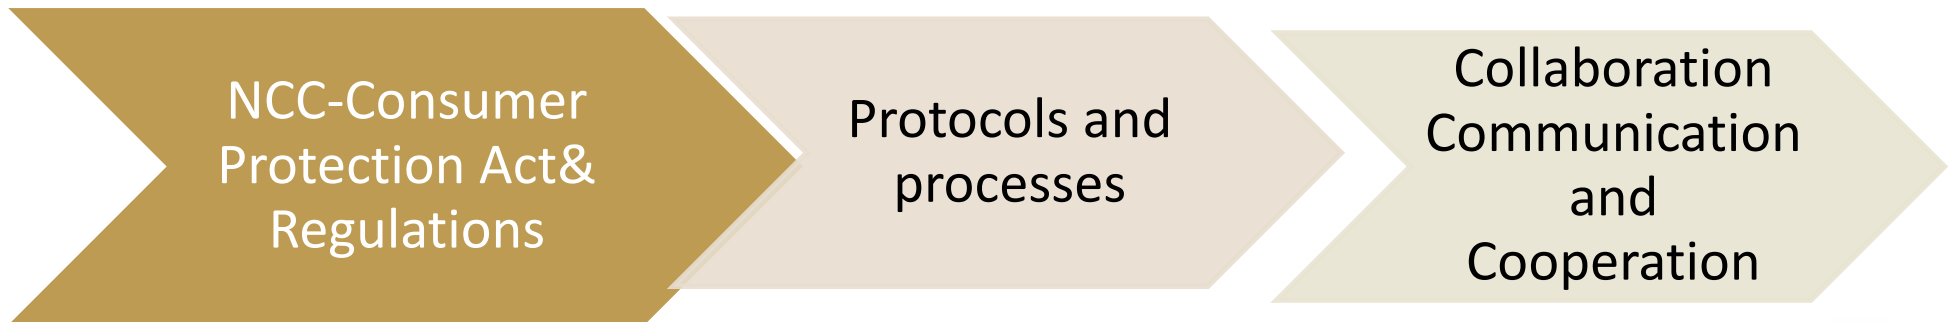 NCC-Consumer
Protection Act&
Regulations
Protocols and
processes
Collaboration
Communication
and
Cooperation